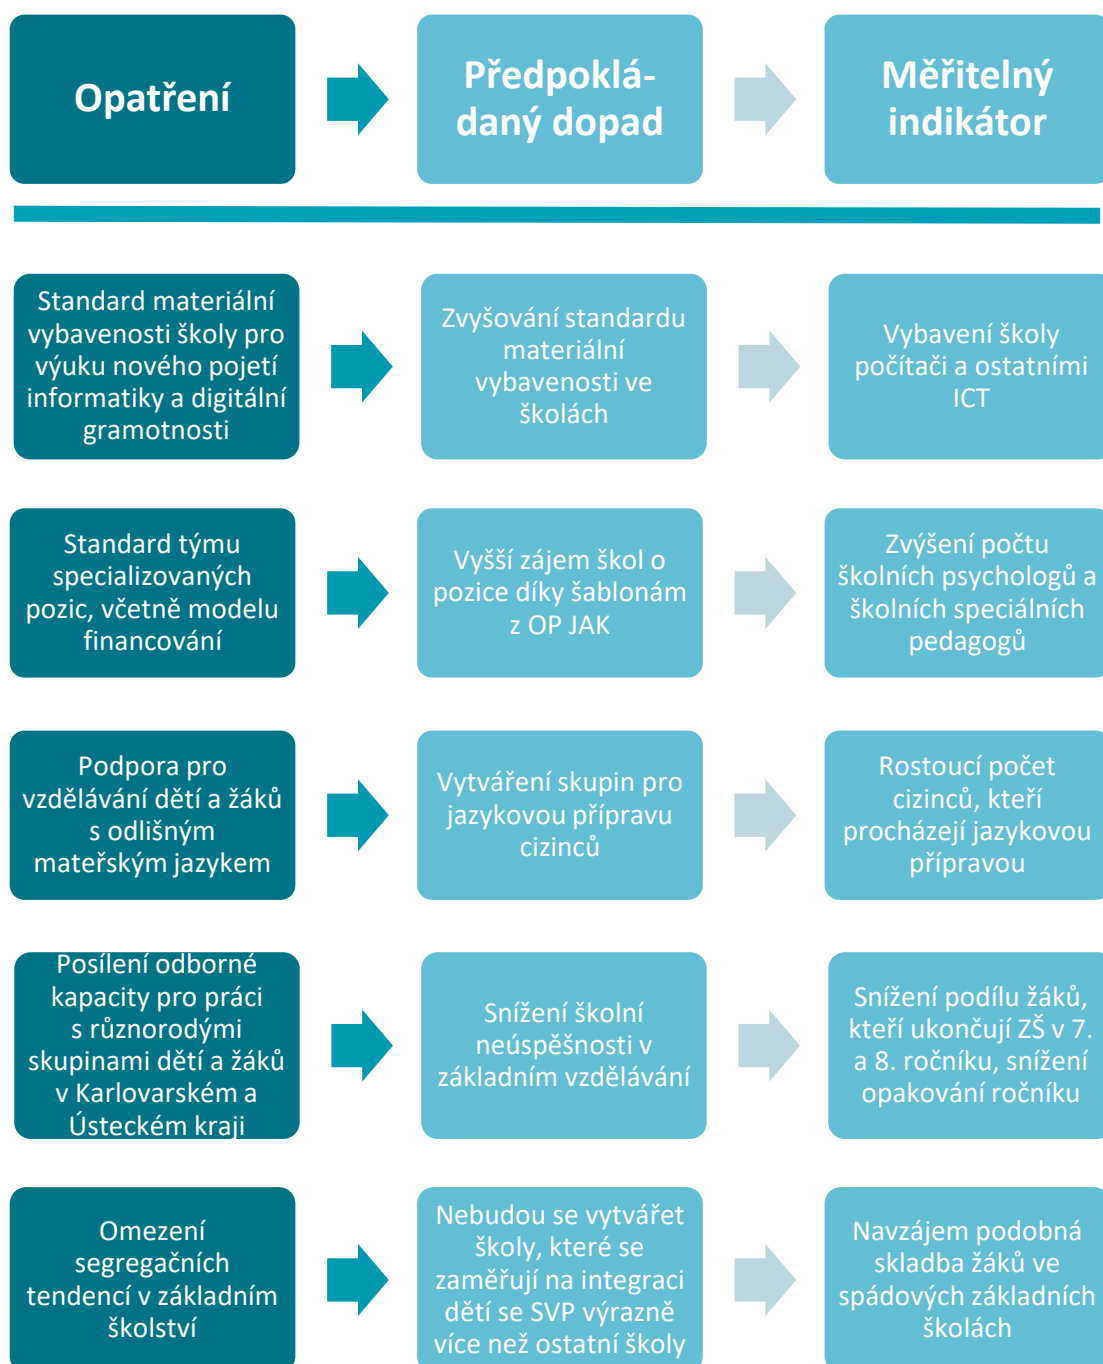 Opatření
Předpoklá-
daný dopad
Měřitelný
indikátor
Standard materiální
vybavenosti školy pro
výuku nového pojetí
informatiky a digitální
gramotnosti
Zvyšování standardu
materiální
vybavenosti ve
školách
Vybavení školy
počítači a ostatními
ICT
Standard týmu
specializovaných
pozic, včetně modelu
financování
Vyšší zájem škol o
pozice díky šablonám
z OP JAK
Zvýšení počtu
školních psychologů a
školních speciálních
pedagogů
Podpora pro
vzdělávání dětí a žáků
s odlišným
mateřským jazykem
Vytváření skupin pro
jazykovou přípravu
cizinců
Rostoucí počet
cizinců, kteří
procházejí jazykovou
přípravou
Posílení odborné
kapacity pro práci
s různorodými
skupinami dětí a žáků
v Karlovarském a
Ústeckém kraji
Snížení školní
neúspěšnosti v
základním vzdělávání
Snížení podílu žáků,
kteří ukončují ZŠ v 7.
a 8. ročníku, snížení
opakování ročníku
Omezení
segregačních
tendencí v základním
školství
Nebudou se vytvářet
školy, které se
zaměřují na integraci
dětí se SVP výrazně
více než ostatní školy
Navzájem podobná
skladba žáků ve
spádových základních
školách